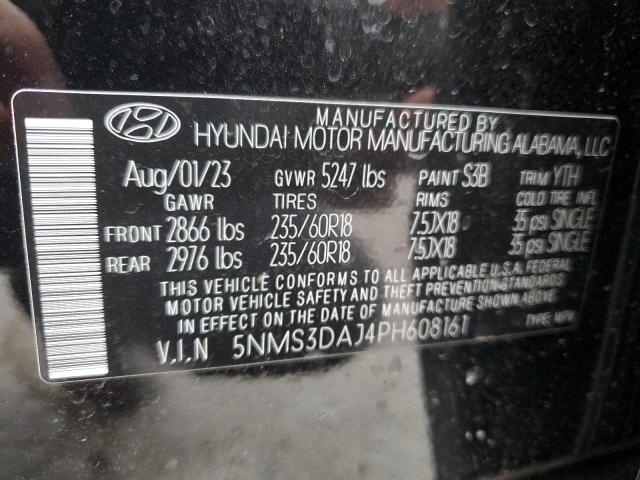 MANUFACTURED BY
HYUNDAI MOTOR MANUFACTURING ALABAMA, LLC
Aug/01/23 GVWR 5247 lbs PAINT S3B TRIM YTH
GAWR TIRES RIMS COLD TIRE INFL
FRONT 2866 lbs 235/60R18 7.5JX18 35 psi SINGLE
REAR 2976 lbs 235/60R18 7.5JX18 35 psi SINGLE
THIS VEHICLE CONFORMS TO ALL APPLICABLE U.S.A. FEDERAL
MOTOR VEHICLE SAFETY AND THEFT PREVENTION STANDARDS
IN EFFECT ON THE DATE OF MANUFACTURE SHOWN ABOVE.
V.I.N 5NMS3DAJ4PH608161 TYPE: MPV